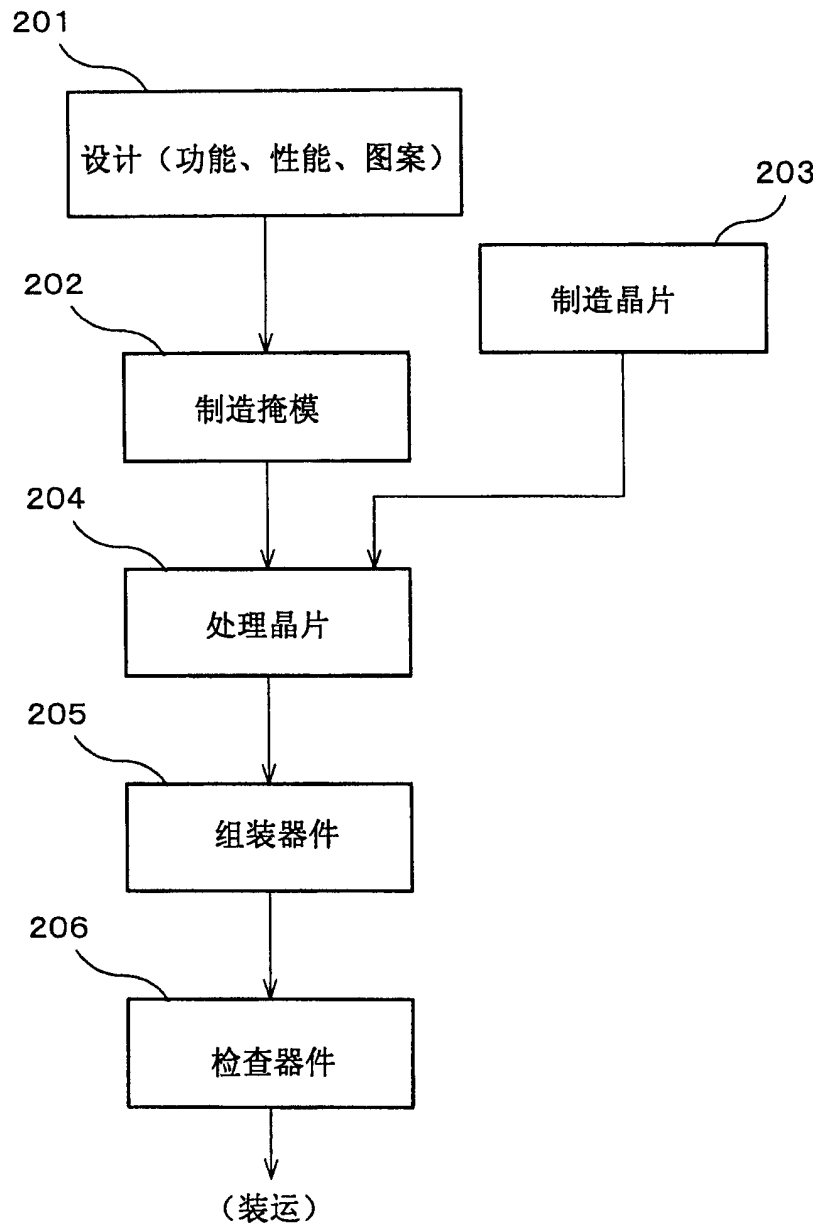 201
设计（功能、性能、图案）
203
制造晶片
202
制造掩模
204
处理晶片
205
组装器件
206
检查器件
（装运）